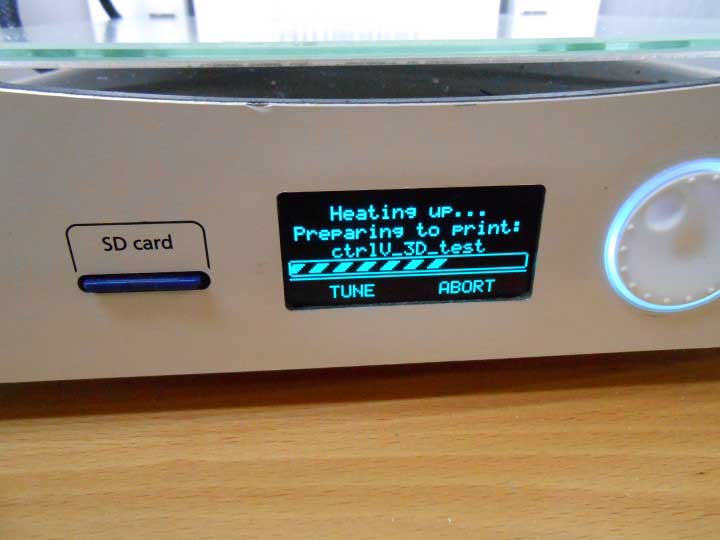 SD card
Heating up...
Preparing to print:
ctrlV_3D_test
TUNE ABORT